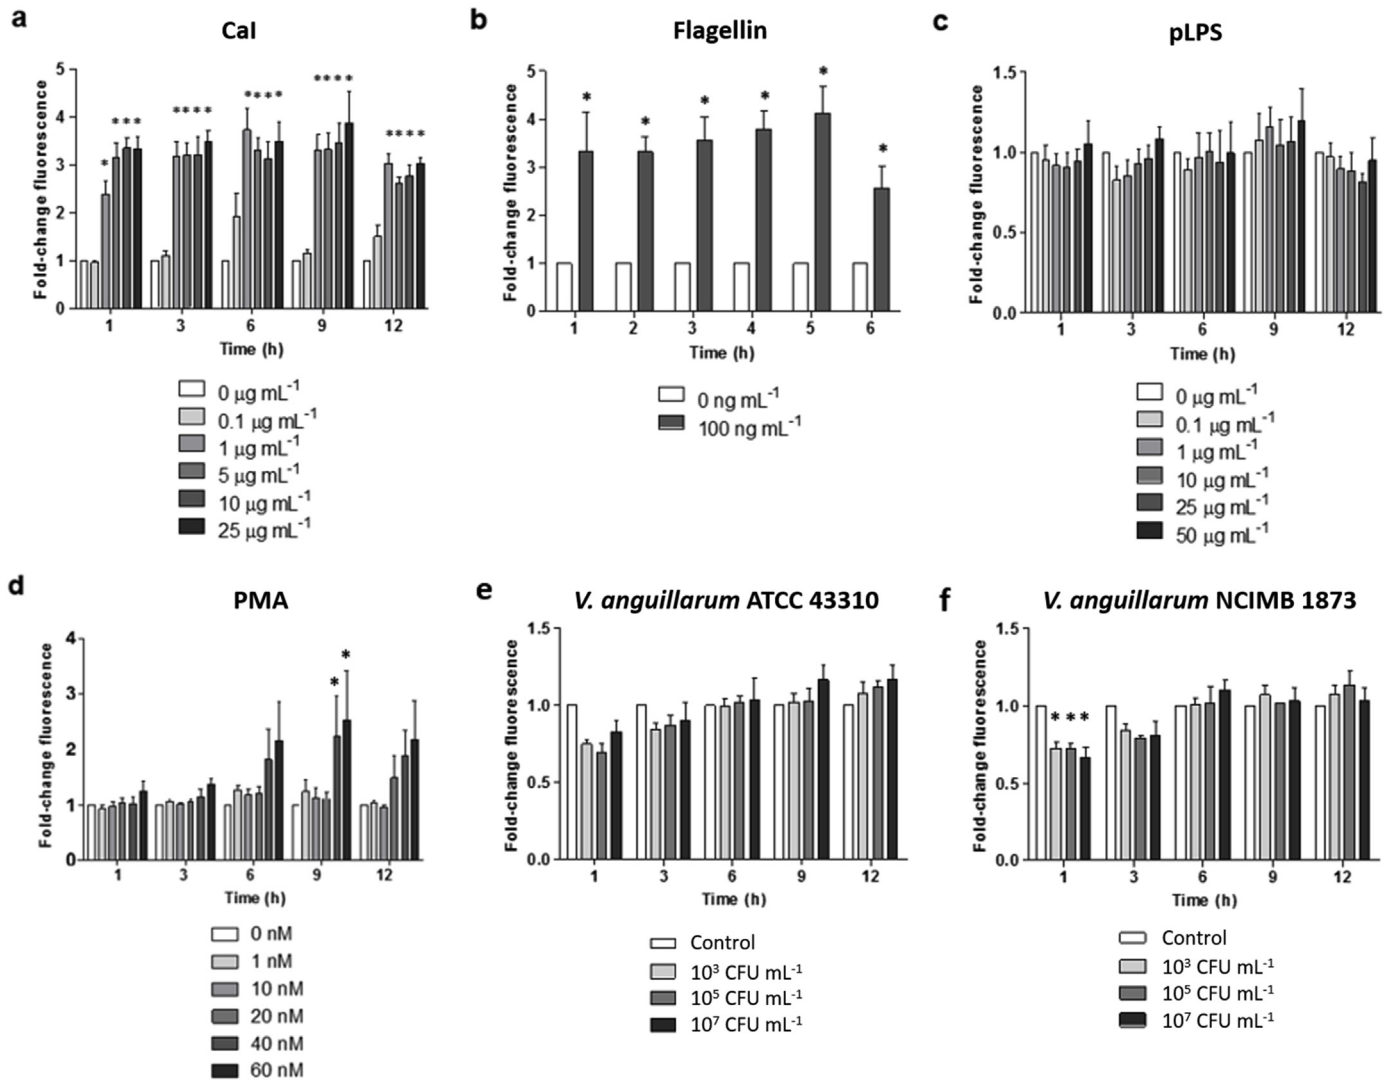 a
CaI
Fold-change fluorescence
5
4
3
2
1
0
*
***
****
****
****
****
1 3 6 9 12
Time (h)
0 µg mL-1
0.1 µg mL-1
1 µg mL-1
5 µg mL-1
10 µg mL-1
25 µg mL-1
b
Flagellin
Fold-change fluorescence
5
4
3
2
1
0
* * * * * *
1 2 3 4 5 6
Time (h)
0 ng mL-1
100 ng mL-1
c
pLPS
Fold-change fluorescence
1.5
1.0
0.5
0.0
1 3 6 9 12
Time (h)
0 µg mL-1
0.1 µg mL-1
1 µg mL-1
10 µg mL-1
25 µg mL-1
50 µg mL-1
d
PMA
Fold-change fluorescence
4
3
2
1
0
* *
1 3 6 9 12
Time (h)
0 nM
1 nM
10 nM
20 nM
40 nM
60 nM
e
V. anguillarum ATCC 43310
Fold-change fluorescence
1.5
1.0
0.5
0.0
1 3 6 9 12
Time (h)
Control
10³ CFU mL-1
10⁵ CFU mL-1
10⁷ CFU mL-1
f
V. anguillarum NCIMB 1873
Fold-change fluorescence
1.5
1.0
0.5
0.0
* * *
1 3 6 9 12
Time (h)
Control
10³ CFU mL-1
10⁵ CFU mL-1
10⁷ CFU mL-1